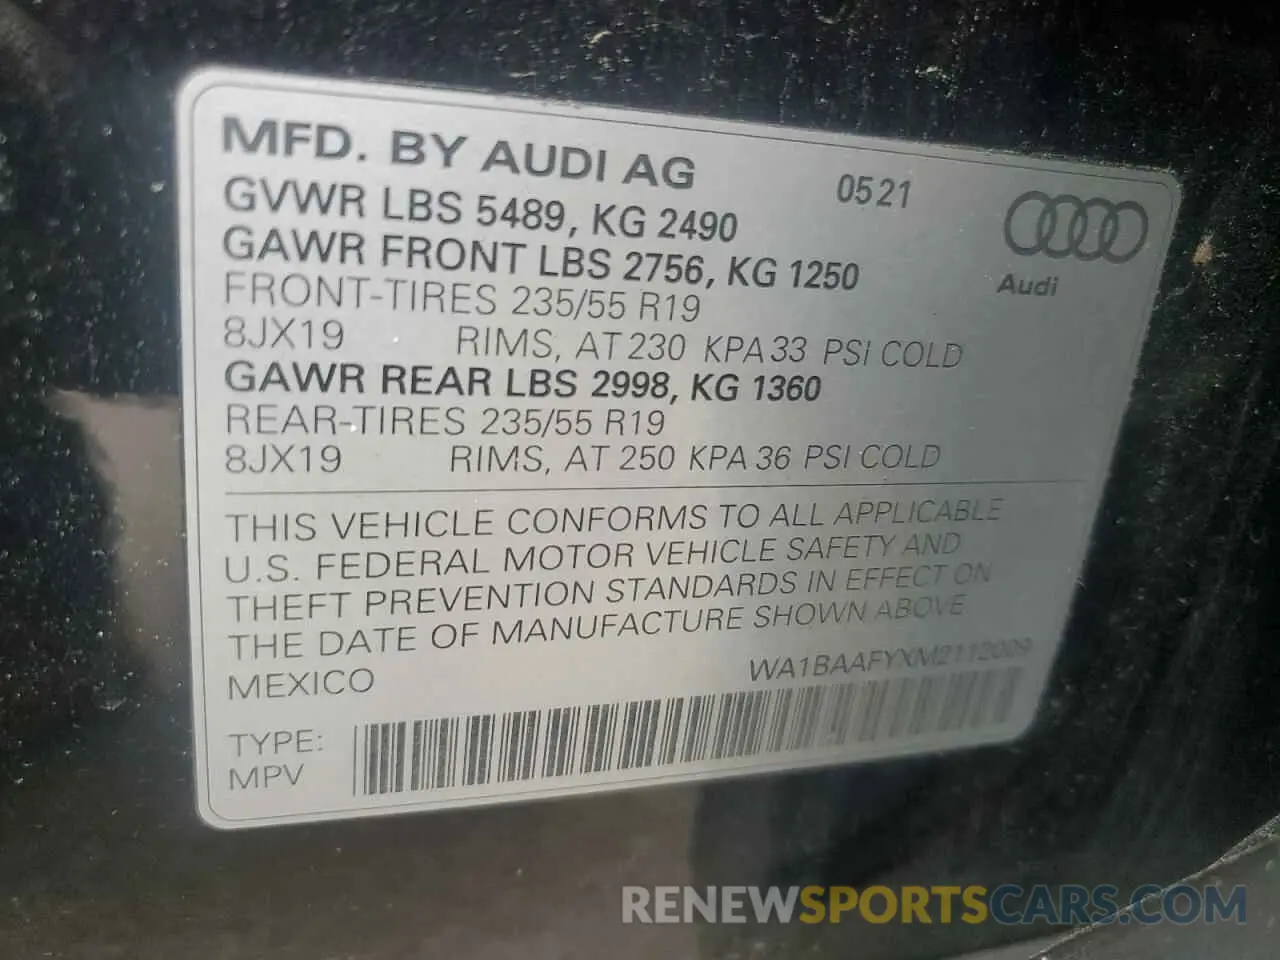 MFD. BY AUDI AG 0521
GVWR LBS 5489, KG 2490
GAWR FRONT LBS 2756, KG 1250
Audi
FRONT-TIRES 235/55 R19
8JX19 RIMS, AT 230 KPA 33 PSI COLD
GAWR REAR LBS 2998, KG 1360
REAR-TIRES 235/55 R19
8JX19 RIMS, AT 250 KPA 36 PSI COLD
THIS VEHICLE CONFORMS TO ALL APPLICABLE
U.S. FEDERAL MOTOR VEHICLE SAFETY AND
THEFT PREVENTION STANDARDS IN EFFECT ON
THE DATE OF MANUFACTURE SHOWN ABOVE
MEXICO WA1BAAFYXM2112009
TYPE:
MPV
RENEWSPORTSCARS.COM